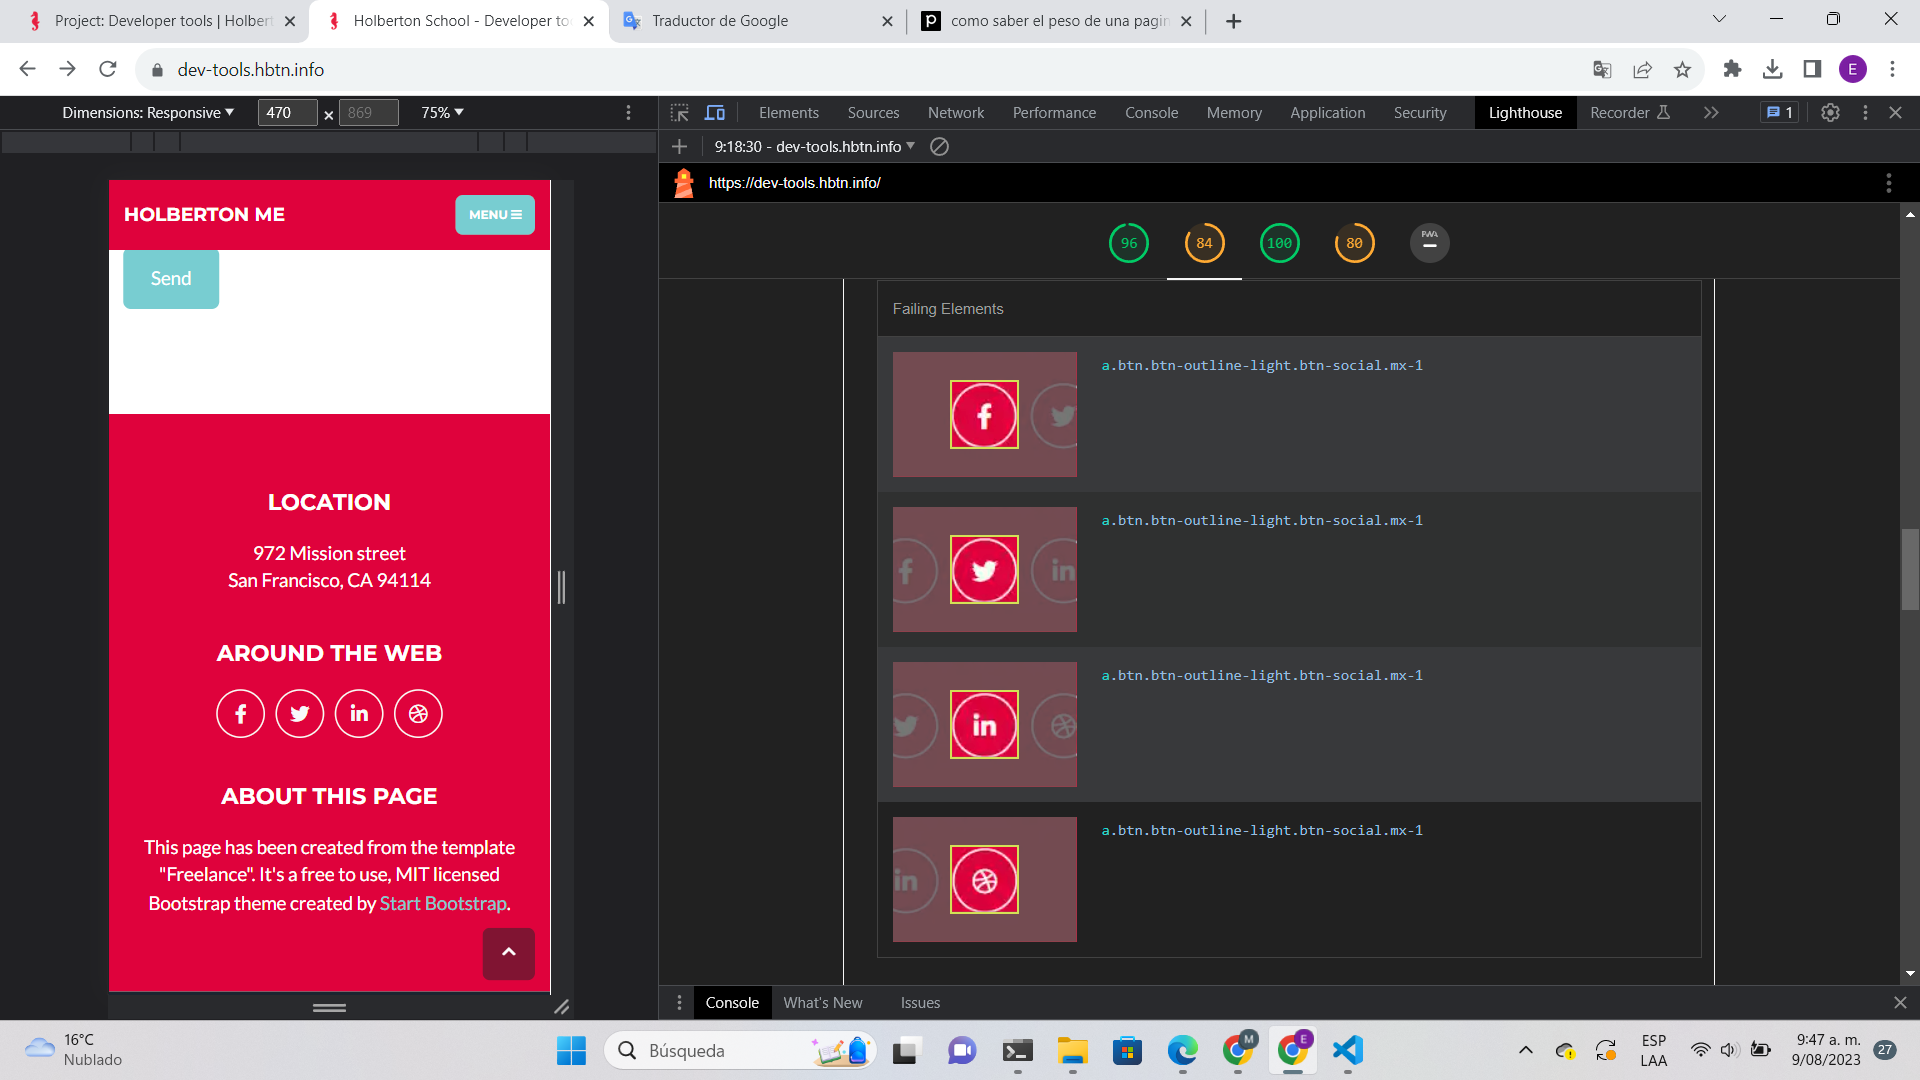 Project: Developer tools | Holbert
Holberton School - Developer too
Traductor de Google
como saber el peso de una pagin
dev-tools.hbtn.info
E
Dimensions: Responsive
470
×
869
75%
Elements
Sources
Network
Performance
Console
Memory
Application
Security
Lighthouse
Recorder
1
9:18:30 - dev-tools.hbtn.info
https://dev-tools.hbtn.info/
96
84
100
80
PWA
HOLBERTON ME
MENU
Send
LOCATION
972 Mission street
San Francisco, CA 94114
AROUND THE WEB
ABOUT THIS PAGE
This page has been created from the template
"Freelance". It's a free to use, MIT licensed
Bootstrap theme created by Start Bootstrap.
Failing Elements
a.btn.btn-outline-light.btn-social.mx-1
a.btn.btn-outline-light.btn-social.mx-1
a.btn.btn-outline-light.btn-social.mx-1
a.btn.btn-outline-light.btn-social.mx-1
Console
What's New
Issues
16°C
Nublado
Búsqueda
M
E
ESP
LAA
9:47 a. m.
9/08/2023
27